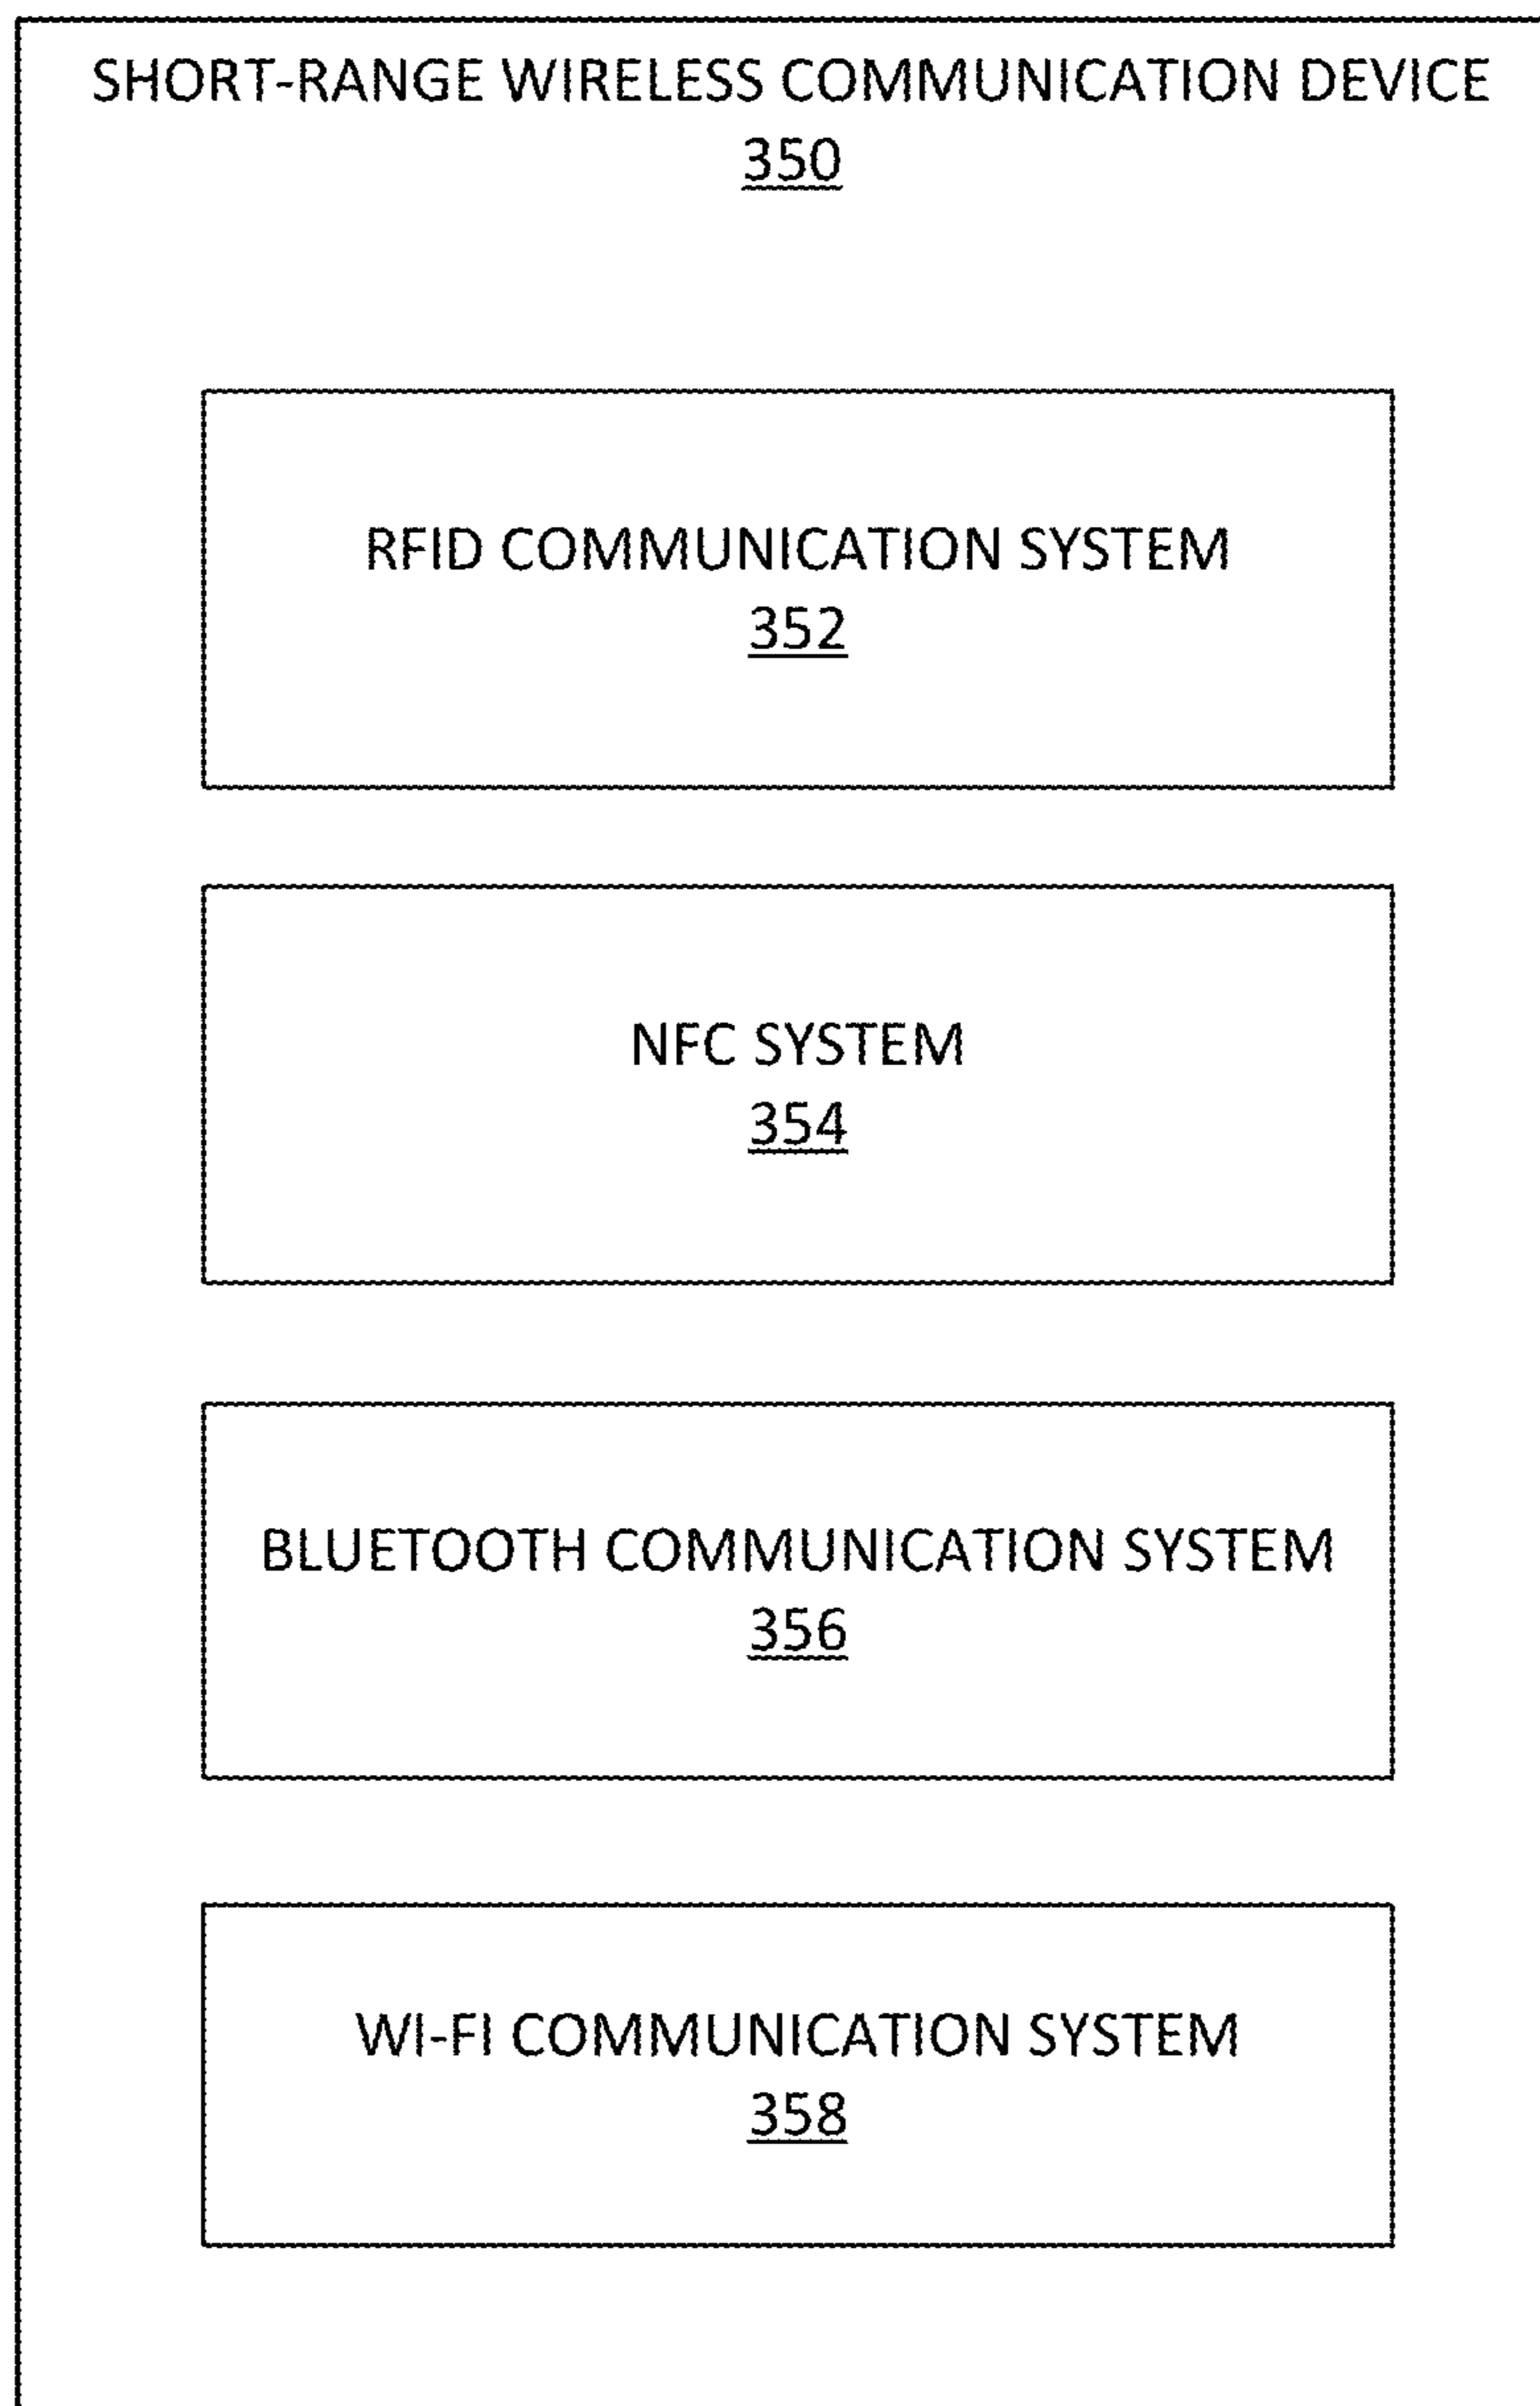 SHORT-RANGE WIRELESS COMMUNICATION DEVICE
350
RFID COMMUNICATION SYSTEM
352
NFC SYSTEM
354
BLUETOOTH COMMUNICATION SYSTEM
356
WI-FI COMMUNICATION SYSTEM
358